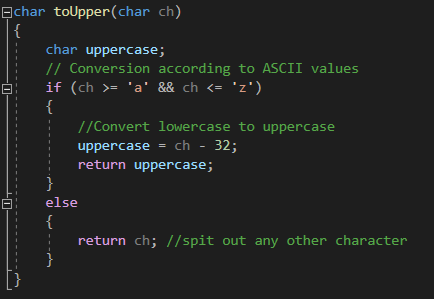 char toUpper(char ch)
{
    char uppercase;
    // Conversion according to ASCII values
    if (ch >= 'a' && ch <= 'z')
    {
        //Convert lowercase to uppercase
        uppercase = ch - 32;
        return uppercase;
    }
    else
    {
        return ch; //spit out any other character
    }
}